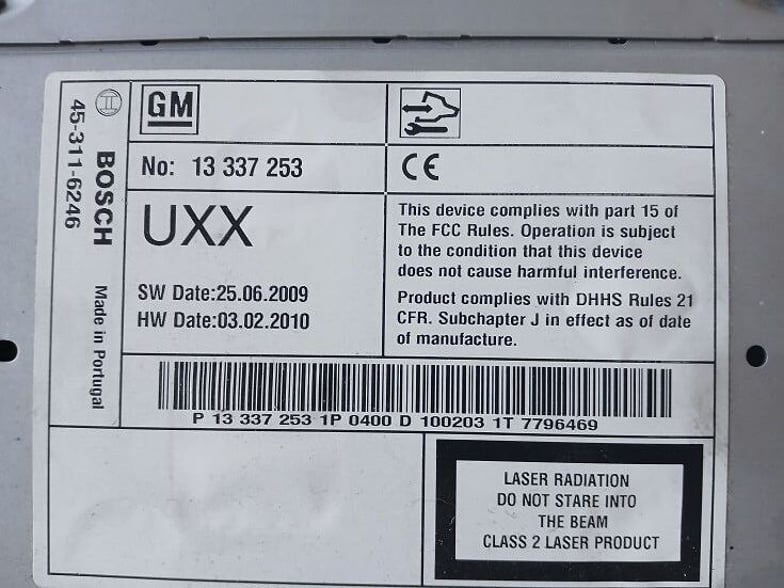 45-311-6246
BOSCH
Made in Portugal
GM
No: 13 337 253
CE
UXX
SW Date:25.06.2009
HW Date:03.02.2010
This device complies with part 15 of
The FCC Rules. Operation is subject
to the condition that this device
does not cause harmful interference.
Product complies with DHHS Rules 21
CFR. Subchapter J in effect as of date
of manufacture.
P 13 337 253 1P 0400 D 100203 1T 7796469
LASER RADIATION
DO NOT STARE INTO
THE BEAM
CLASS 2 LASER PRODUCT